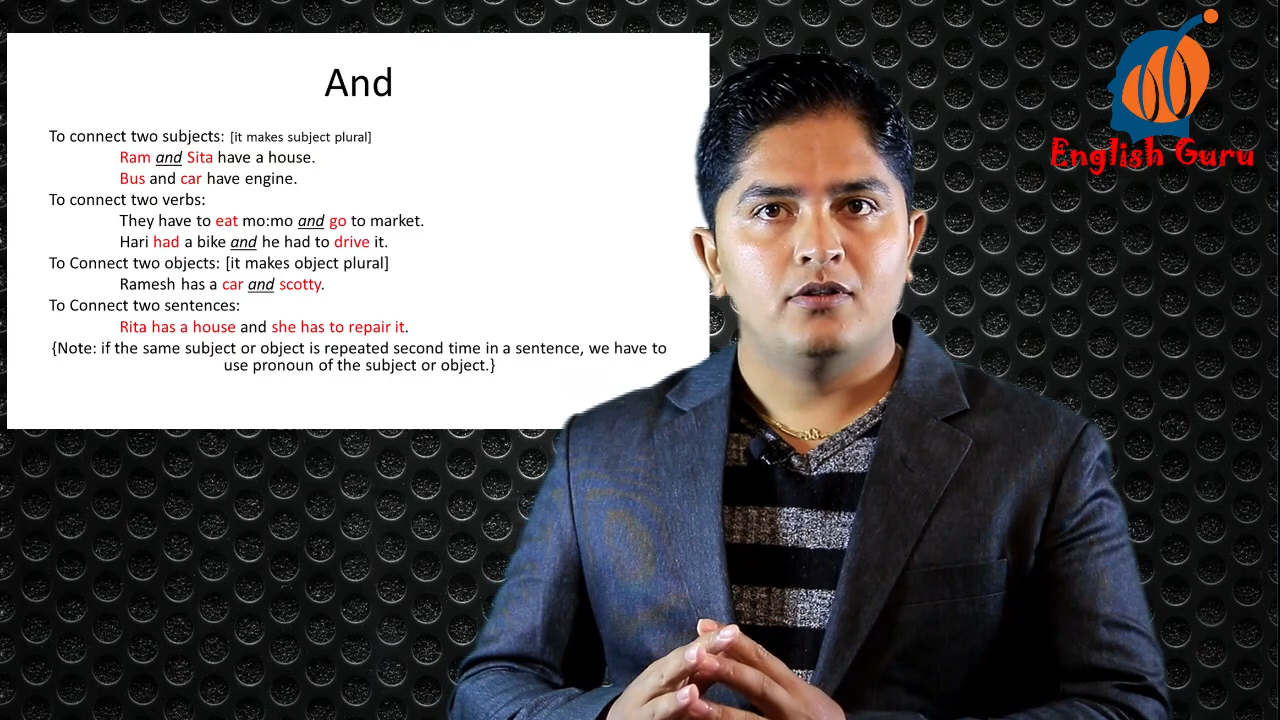 And
To connect two subjects: [it makes subject plural]
Ram and Sita have a house.
Bus and car have engine.
To connect two verbs:
They have to eat mo:mo and go to market.
Hari had a bike and he had to drive it.
To Connect two objects: [it makes object plural]
Ramesh has a car and scotty.
To Connect two sentences:
Rita has a house and she has to repair it.
{Note: if the same subject or object is repeated second time in a sentence, we have to
use pronoun of the subject or object.}
English Guru